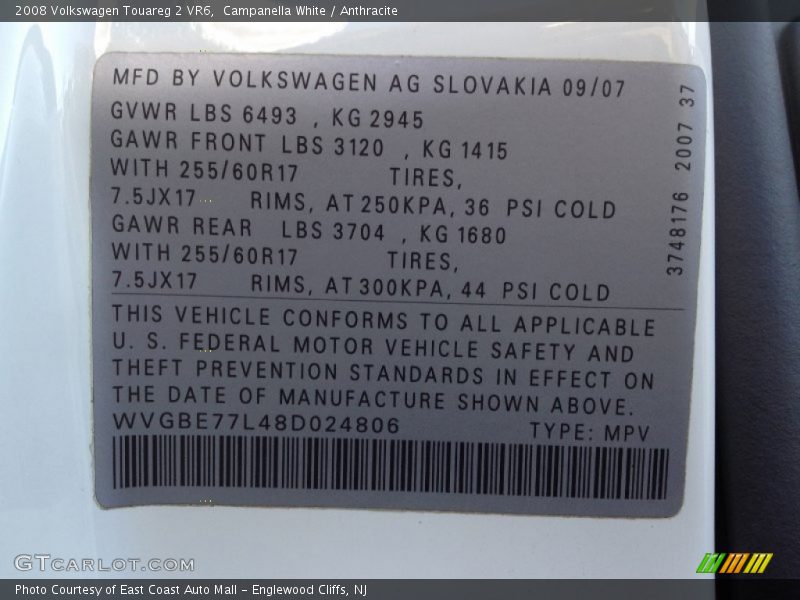 2008 Volkswagen Touareg 2 VR6, Campanella White / Anthracite
MFD BY VOLKSWAGEN AG SLOVAKIA 09/07
GVWR LBS 6493 , KG 2945
GAWR FRONT LBS 3120 , KG 1415
WITH 255/60R17 TIRES,
7.5JX17 RIMS, AT 250KPA, 36 PSI COLD
GAWR REAR LBS 3704 , KG 1680
WITH 255/60R17 TIRES,
7.5JX17 RIMS, AT 300KPA, 44 PSI COLD
THIS VEHICLE CONFORMS TO ALL APPLICABLE
U. S. FEDERAL MOTOR VEHICLE SAFETY AND
THEFT PREVENTION STANDARDS IN EFFECT ON
THE DATE OF MANUFACTURE SHOWN ABOVE.
WVGBE77L48D024806 TYPE: MPV
3748176 2007 37
GTCARLOT.COM
Photo Courtesy of East Coast Auto Mall - Englewood Cliffs, NJ